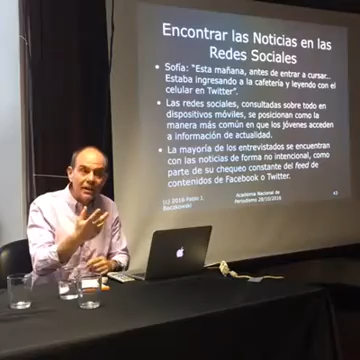 Encontrar las Noticias en las
Redes Sociales
• Sofía: "Esta mañana, antes de entrar a cursar...
Estaba ingresando a la cafetería y leyendo con el
celular en Twitter".
• Las redes sociales, consultadas sobre todo en
dispositivos móviles, se posicionan como la
manera más común en que los jóvenes acceden
a información de actualidad.
• La mayoría de los entrevistados se encuentran
con las noticias de forma no intencional, como
parte de su chequeo constante del feed de
contenidos de Facebook o Twitter.
(c) 2016 Pablo J.
Boczkowski
Academia Nacional de
Periodismo 28/10/2016